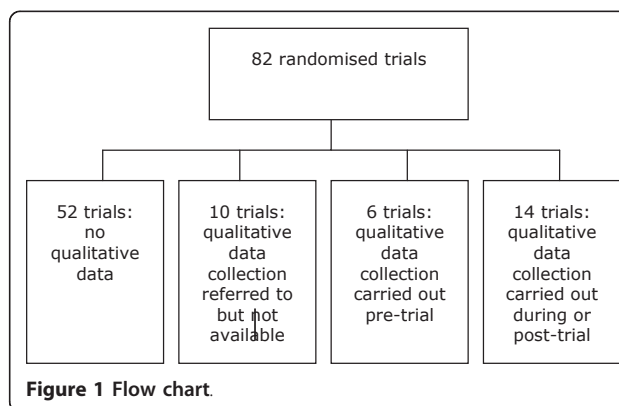 82 randomised trials
52 trials:
no
qualitative
data
10 trials:
qualitative
data
collection
referred to
but not
available
6 trials:
qualitative
data
collection
carried out
pre-trial
14 trials:
qualitative
data
collection
carried out
during or
post-trial
Figure 1 Flow chart.